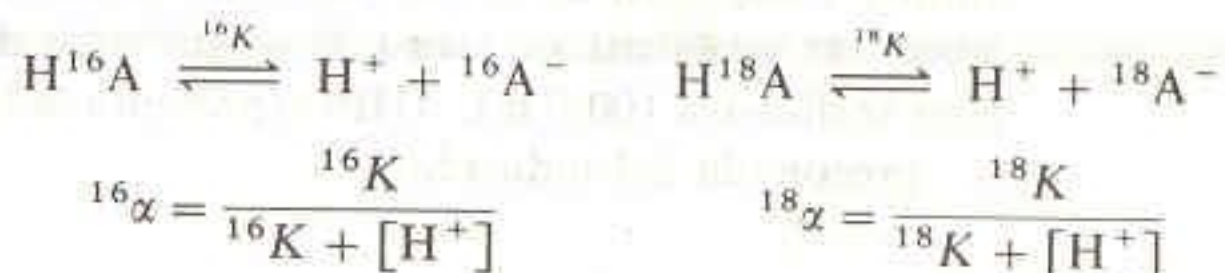 ¹⁶K ¹⁸K
H¹⁶A ⇌ H⁺ + ¹⁶A⁻ H¹⁸A ⇌ H⁺ + ¹⁸A⁻
¹⁶α = ¹⁶K / (¹⁶K + [H⁺]) ¹⁸α = ¹⁸K / (¹⁸K + [H⁺])